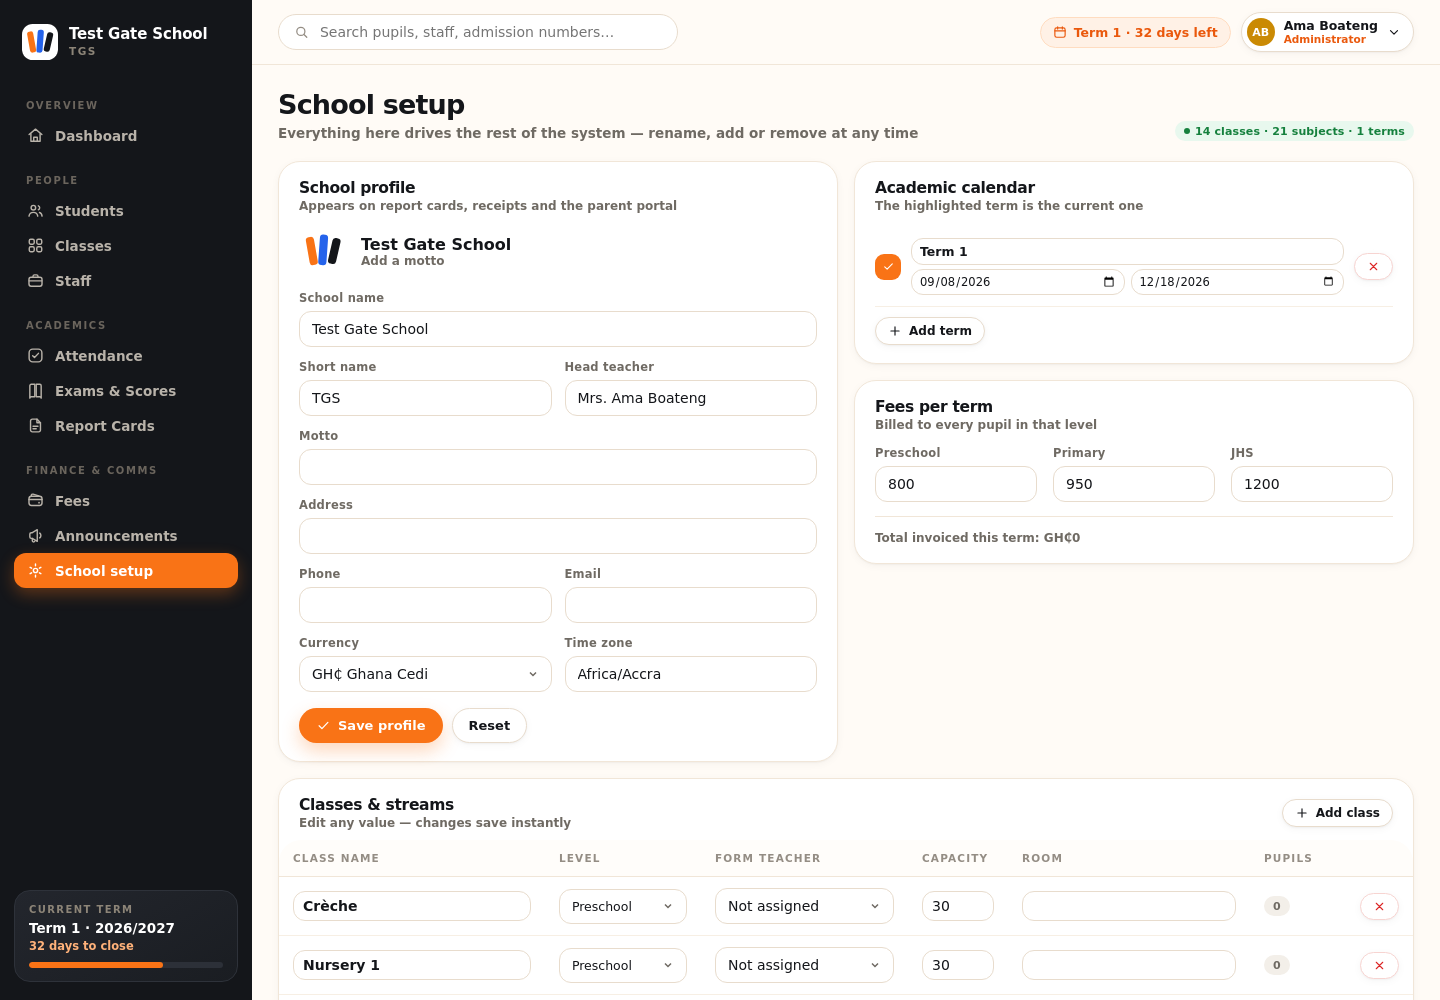 Test Gate School
TGS
Search pupils, staff, admission numbers...
Term 1 · 32 days left
AB
Ama Boateng
Administrator
OVERVIEW
Dashboard
PEOPLE
Students
Classes
Staff
ACADEMICS
Attendance
Exams & Scores
Report Cards
FINANCE & COMMS
Fees
Announcements
School setup
CURRENT TERM
Term 1 · 2026/2027
32 days to close
School setup
Everything here drives the rest of the system — rename, add or remove at any time
14 classes · 21 subjects · 1 terms
School profile
Appears on report cards, receipts and the parent portal
Test Gate School
Add a motto
School name
Test Gate School
Short name
Head teacher
TGS
Mrs. Ama Boateng
Motto
Address
Phone
Email
Currency
Time zone
GH₵ Ghana Cedi
Africa/Accra
Save profile
Reset
Academic calendar
The highlighted term is the current one
Term 1
09/08/2026
12/18/2026
Add term
Fees per term
Billed to every pupil in that level
Preschool
Primary
JHS
800
950
1200
Total invoiced this term: GH₵0
Classes & streams
Edit any value — changes save instantly
Add class
CLASS NAME
LEVEL
FORM TEACHER
CAPACITY
ROOM
PUPILS
Crèche
Preschool
Not assigned
30
0
Nursery 1
Preschool
Not assigned
30
0